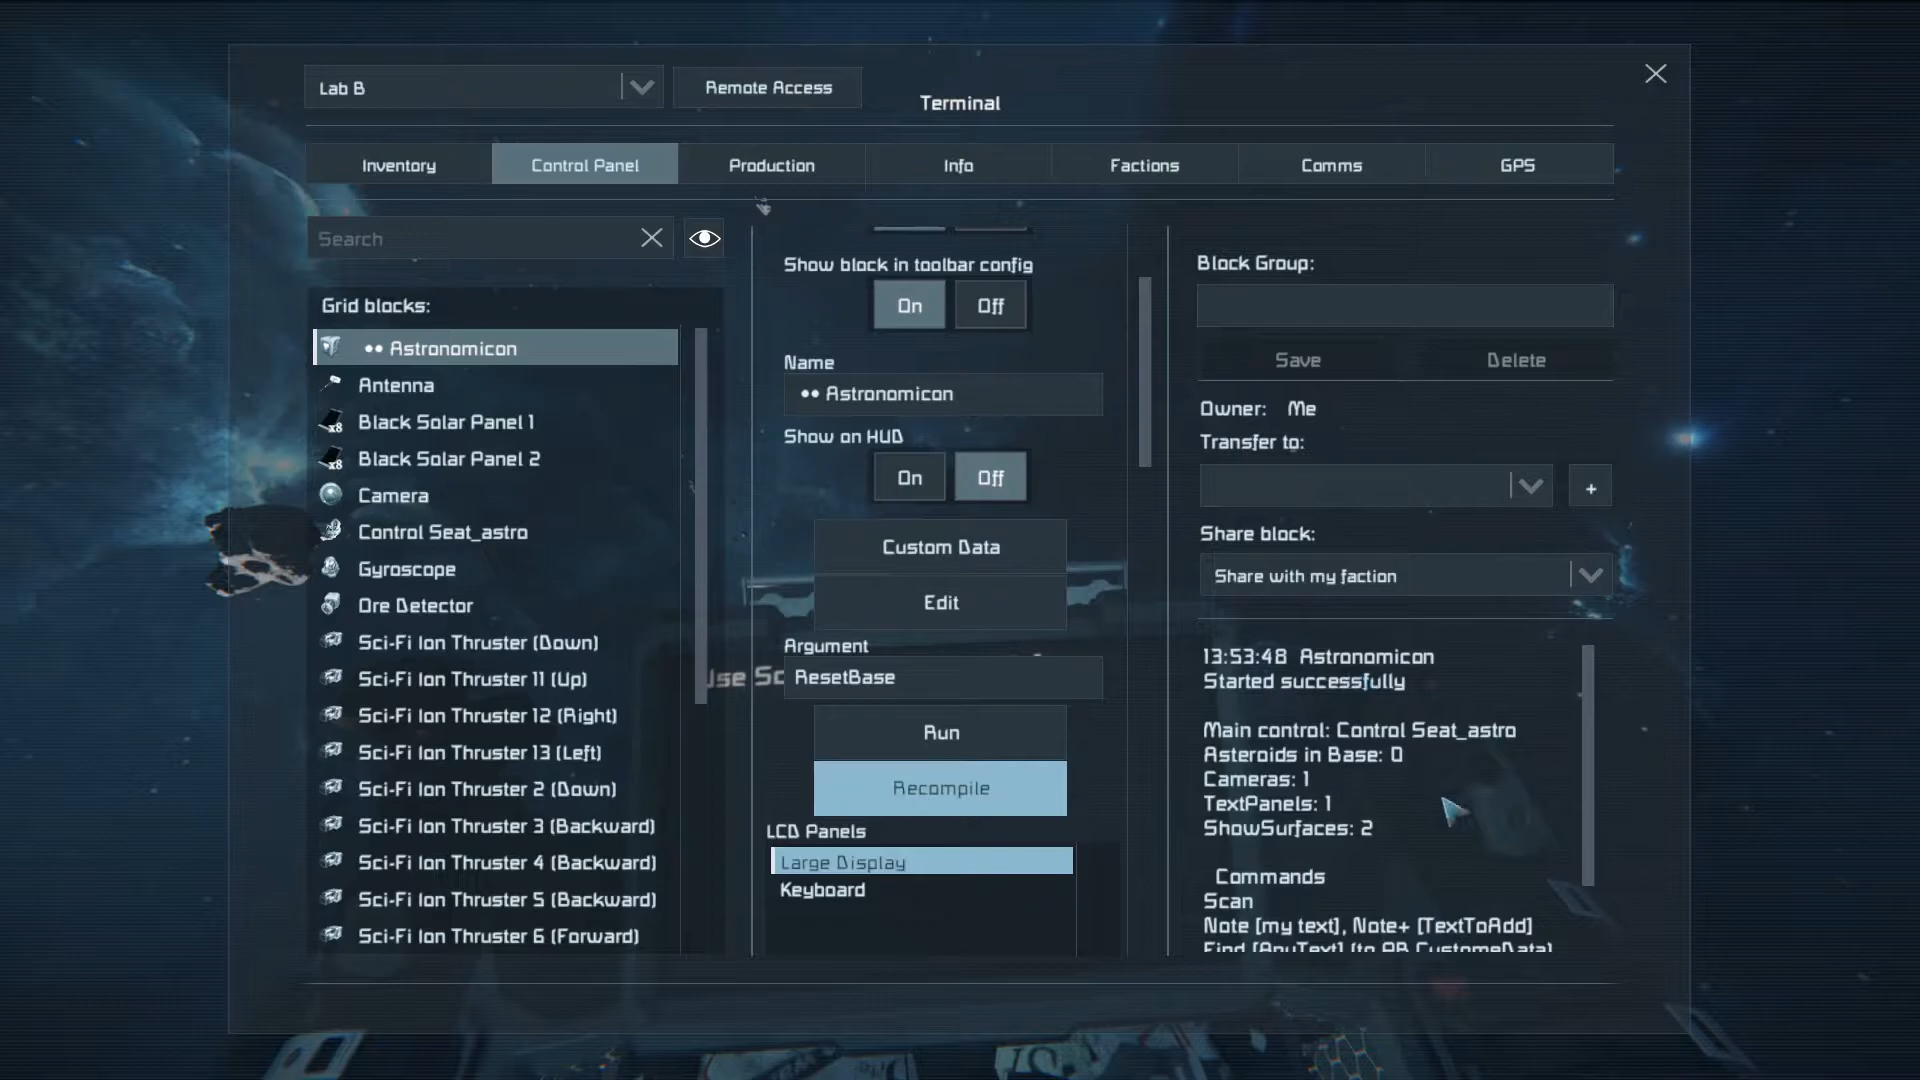 Lab B
Remote Access
Terminal
Inventory
Control Panel
Production
Info
Factions
Comms
GPS
Search
Grid blocks:
•• Astronomicon
Antenna
x8 Black Solar Panel 1
x8 Black Solar Panel 2
Camera
Control Seat_astro
Gyroscope
Ore Detector
Sci-Fi Ion Thruster (Down)
Sci-Fi Ion Thruster 11 (Up)
Sci-Fi Ion Thruster 12 (Right)
Sci-Fi Ion Thruster 13 (Left)
Sci-Fi Ion Thruster 2 (Down)
Sci-Fi Ion Thruster 3 (Backward)
Sci-Fi Ion Thruster 4 (Backward)
Sci-Fi Ion Thruster 5 (Backward)
Sci-Fi Ion Thruster 6 (Forward)
Show block in toolbar config
On
Off
Name
•• Astronomicon
Show on HUD
On
Off
Custom Data
Edit
Argument
ResetBase
Run
Recompile
LCD Panels
Large Display
Keyboard
Block Group:
Save
Delete
Owner: Me
Transfer to:
+
Share block:
Share with my faction
13:53:48 Astronomicon
Started successfully
Main control: Control Seat_astro
Asteroids in Base: 0
Cameras: 1
TextPanels: 1
ShowSurfaces: 2
Commands
Scan
Note [my text], Note+ [TextToAdd]
Find [AnyText] (to PB CustomeData)